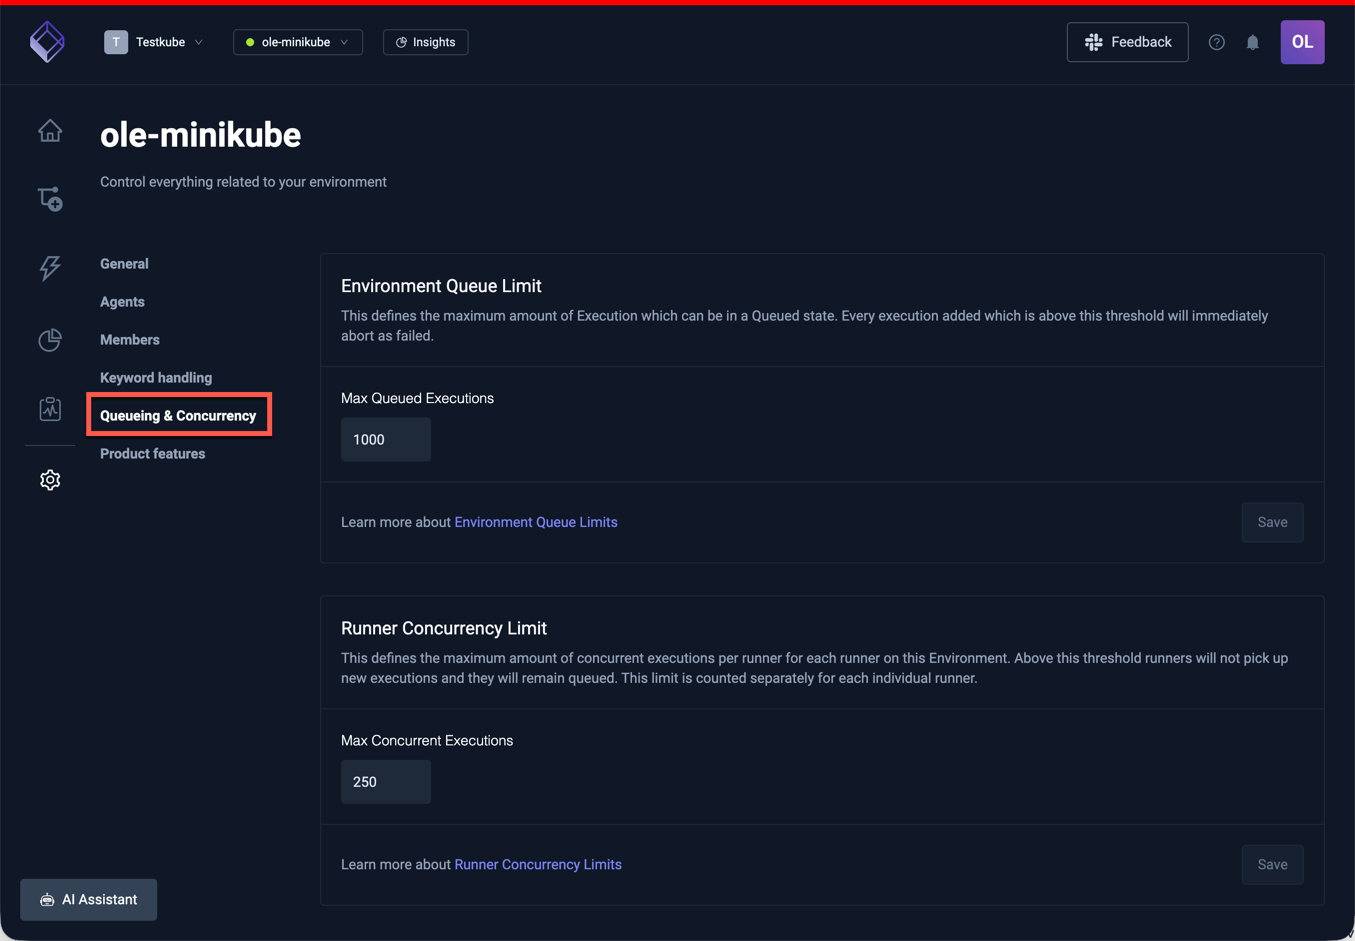 T Testkube
ole-minikube
Insights
Feedback
OL
ole-minikube
Control everything related to your environment
General
Agents
Members
Keyword handling
Queueing & Concurrency
Product features
Environment Queue Limit
This defines the maximum amount of Execution which can be in a Queued state. Every execution added which is above this threshold will immediately
abort as failed.
Max Queued Executions
1000
Learn more about Environment Queue Limits
Save
Runner Concurrency Limit
This defines the maximum amount of concurrent executions per runner for each runner on this Environment. Above this threshold runners will not pick up
new executions and they will remain queued. This limit is counted separately for each individual runner.
Max Concurrent Executions
250
Learn more about Runner Concurrency Limits
Save
AI Assistant